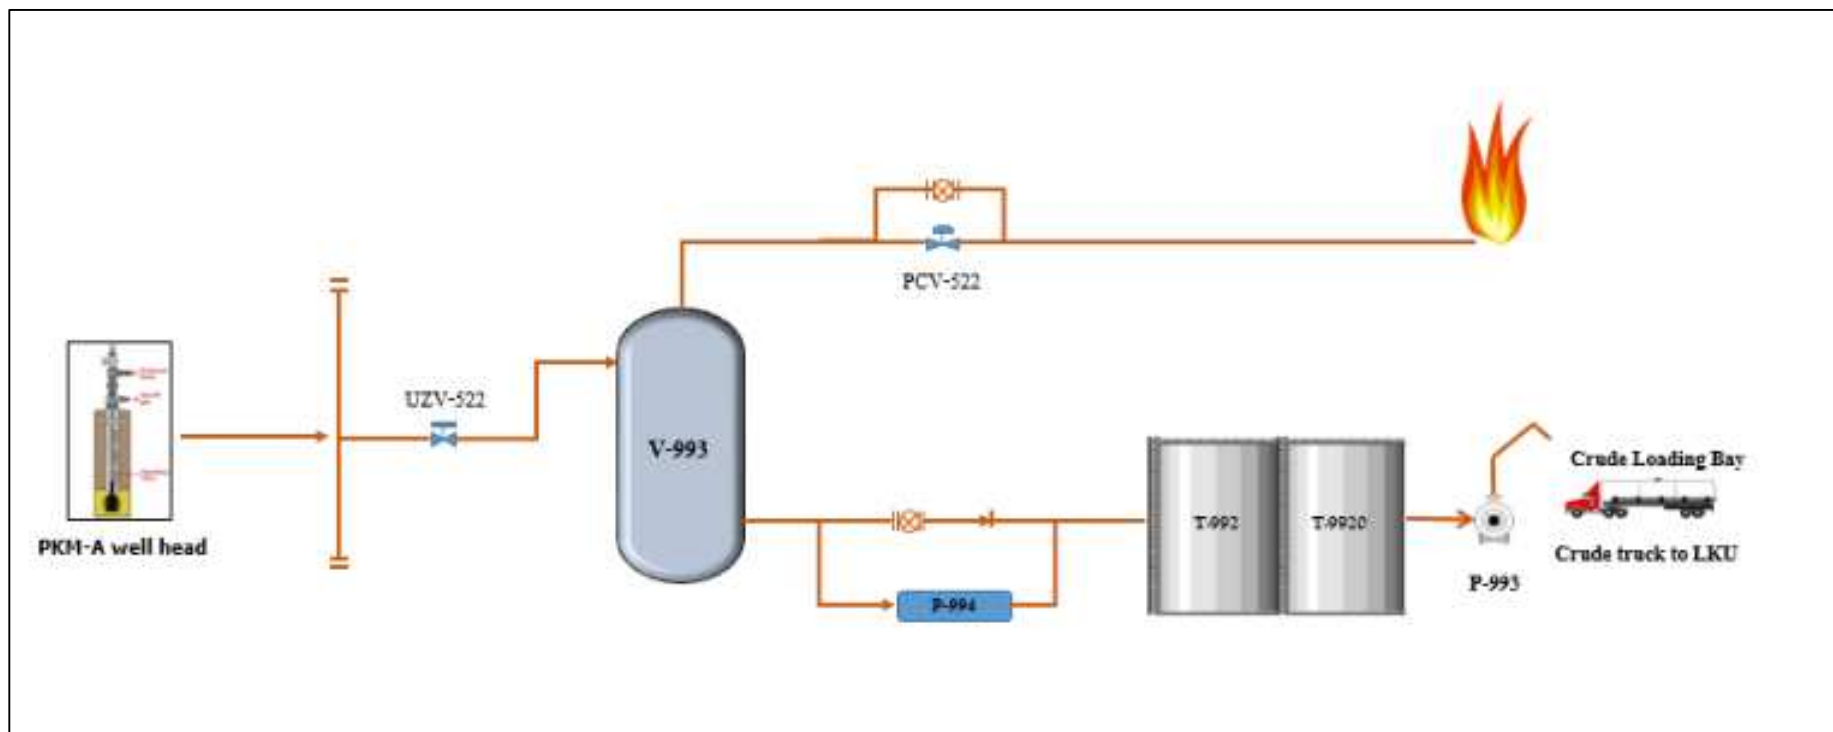 PCV-522
UZV-522
V-993
PKM-A well head
T-992
T-9920
P-994
Crude Loading Bay
Crude truck to LKU
P-993